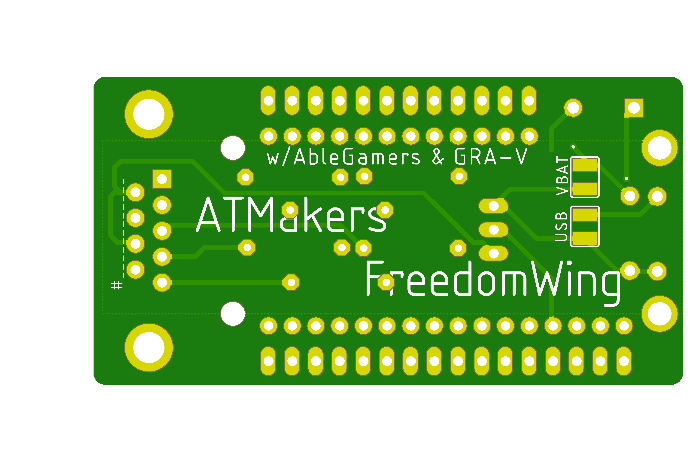 w/AbleGamers & GRA-V
VBAT
ATMakers
USB
FreedomWing
#